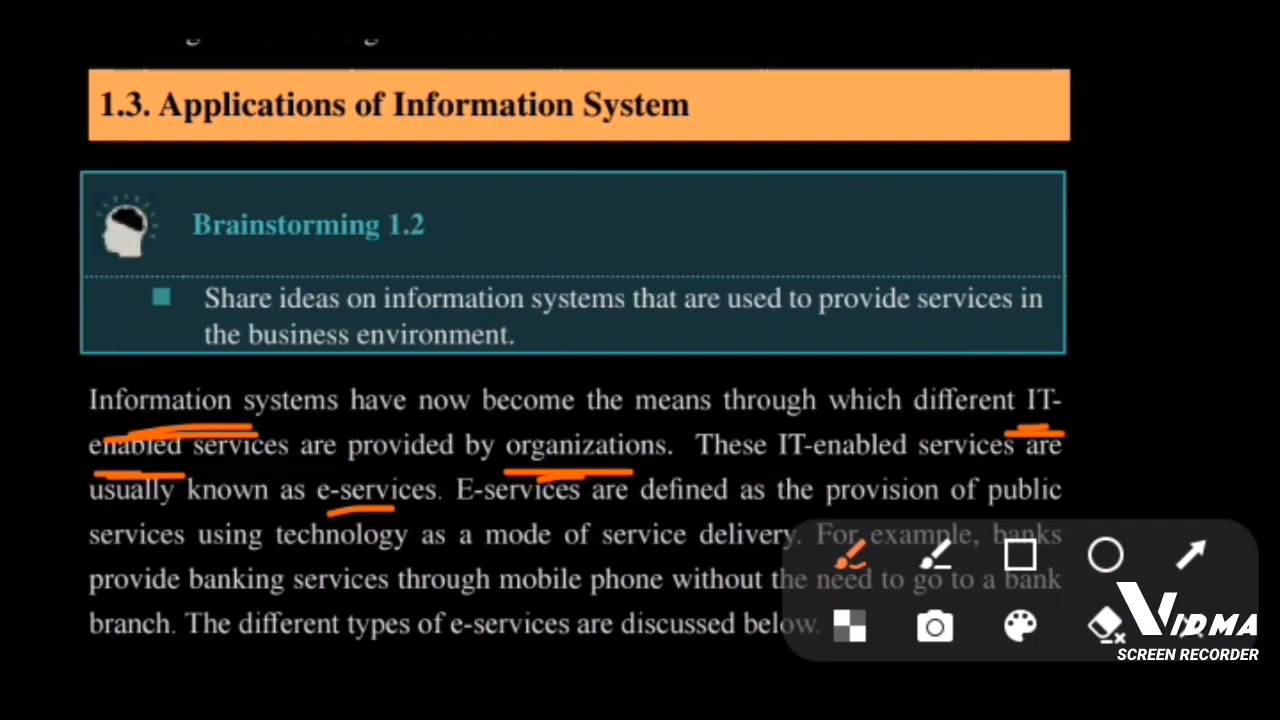 1.3. Applications of Information System
Brainstorming 1.2
Share ideas on information systems that are used to provide services in
the business environment.
Information systems have now become the means through which different IT-
enabled services are provided by organizations. These IT-enabled services are
usually known as e-services. E-services are defined as the provision of public
services using technology as a mode of service delivery. For example, banks
provide banking services through mobile phone without the need to go to a bank
branch. The different types of e-services are discussed below.
VIDMA
SCREEN RECORDER